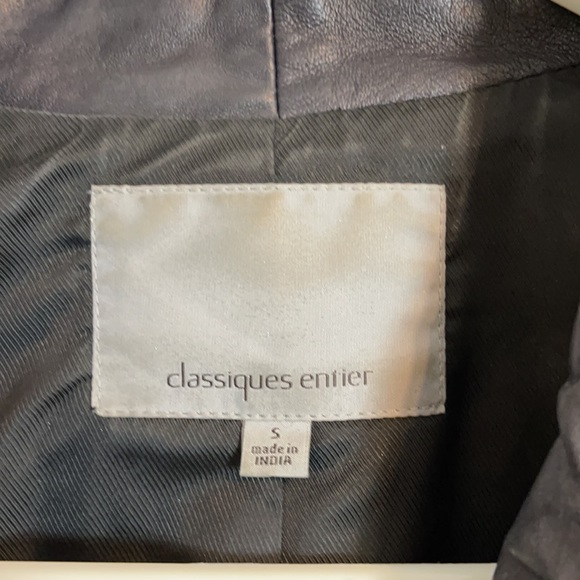 classiques entier
S
made in
INDIA